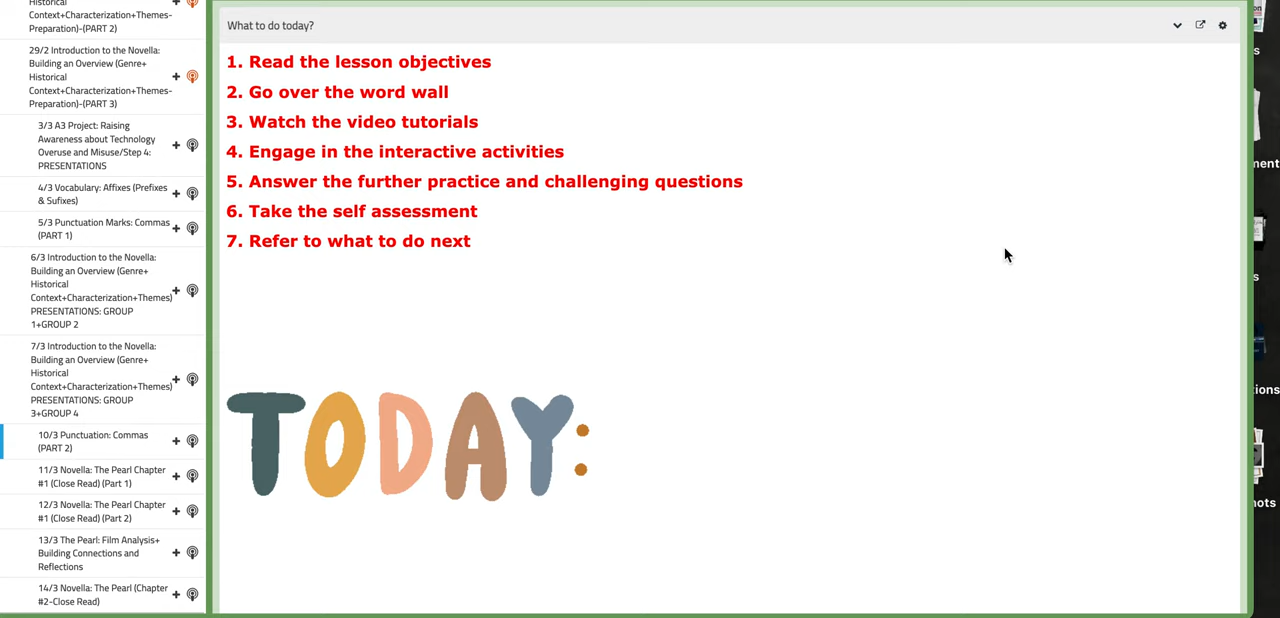 Historical
Context+Characterization+Themes-
Preparation)-(PART 2)
29/2 Introduction to the Novella:
Building an Overview (Genre+
Historical
Context+Characterization+Themes-
Preparation)-(PART 3)
3/3 A3 Project: Raising
Awareness about Technology
Overuse and Misuse/Step 4:
PRESENTATIONS
4/3 Vocabulary: Affixes (Prefixes
& Sufixes)
5/3 Punctuation Marks: Commas
(PART 1)
6/3 Introduction to the Novella:
Building an Overview (Genre+
Historical
Context+Characterization+Themes)
PRESENTATIONS: GROUP
1+GROUP 2
7/3 Introduction to the Novella:
Building an Overview (Genre+
Historical
Context+Characterization+Themes)
PRESENTATIONS: GROUP
3+GROUP 4
10/3 Punctuation: Commas
(PART 2)
11/3 Novella: The Pearl Chapter
#1 (Close Read) (Part 1)
12/3 Novella: The Pearl Chapter
#1 (Close Read) (Part 2)
13/3 The Pearl: Film Analysis+
Building Connections and
Reflections
14/3 Novella: The Pearl (Chapter
#2-Close Read)
What to do today?
1. Read the lesson objectives
2. Go over the word wall
3. Watch the video tutorials
4. Engage in the interactive activities
5. Answer the further practice and challenging questions
6. Take the self assessment
7. Refer to what to do next
TODAY: